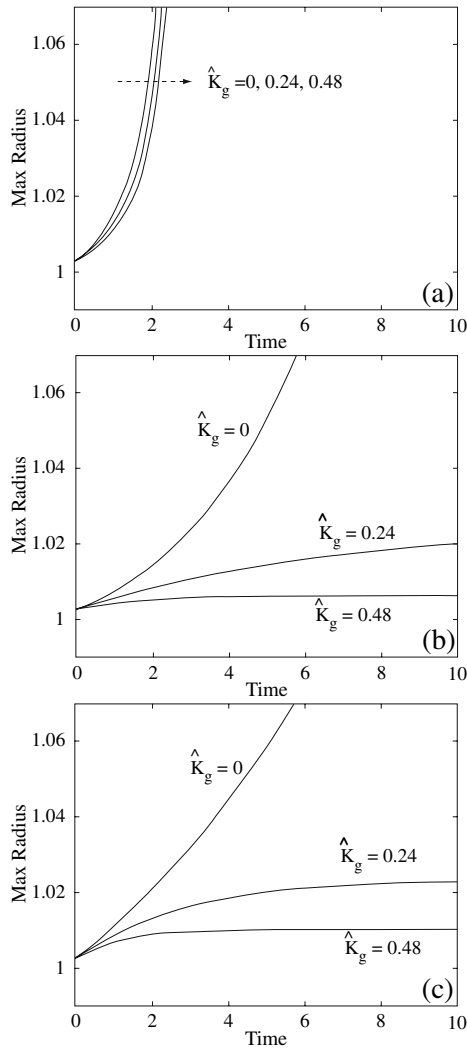 1.06
1.04
1.02
1
Max Radius
K̂g =0, 0.24, 0.48
(a)
0 2 4 6 8 10
Time
1.06
1.04
1.02
1
Max Radius
K̂g = 0
K̂g = 0.24
K̂g = 0.48
(b)
0 2 4 6 8 10
Time
1.06
1.04
1.02
1
Max Radius
K̂g = 0
K̂g = 0.24
K̂g = 0.48
(c)
0 2 4 6 8 10
Time